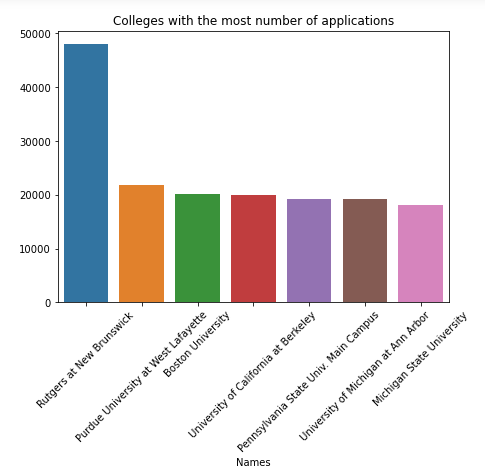 Colleges with the most number of applications
50000
40000
30000
20000
10000
0
Rutgers at New Brunswick
Purdue University at West Lafayette
Boston University
University of California at Berkeley
Pennsylvania State Univ. Main Campus
University of Michigan at Ann Arbor
Michigan State University
Names